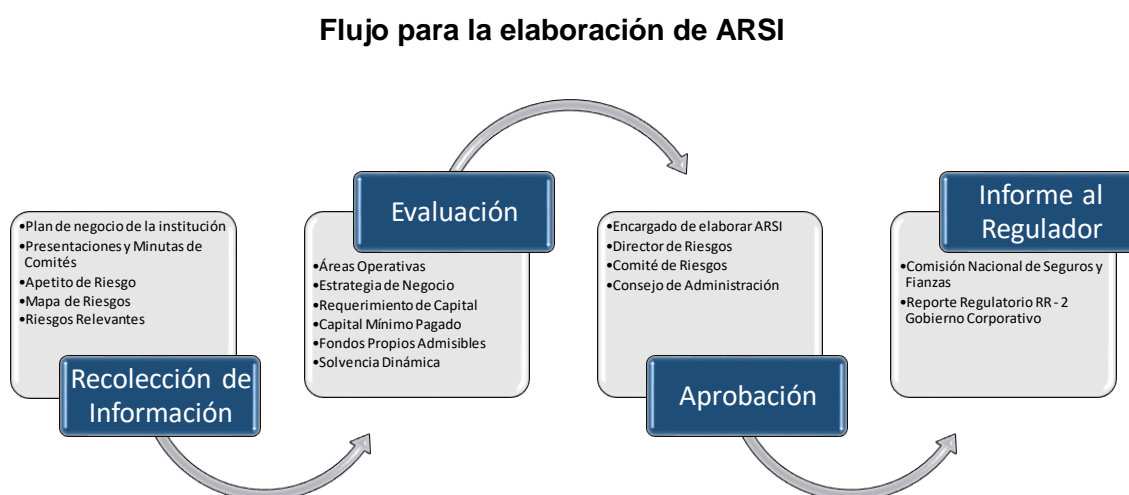 Flujo para la elaboración de ARSI
•Plan de negocio de la institución
•Presentaciones y Minutas de
Comités
•Apetito de Riesgo
•Mapa de Riesgos
•Riesgos Relevantes
Recolección de
Información
Evaluación
•Áreas Operativas
•Estrategia de Negocio
•Requerimiento de Capital
•Capital Mínimo Pagado
•Fondos Propios Admisibles
•Solvencia Dinámica
•Encargado de elaborar ARSI
•Director de Riesgos
•Comité de Riesgos
•Consejo de Administración
Aprobación
Informe al
Regulador
•Comisión Nacional de Seguros y
Fianzas
•Reporte Regulatorio RR - 2
Gobierno Corporativo